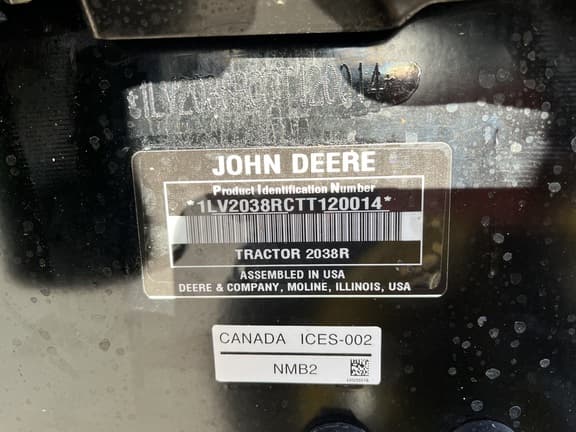 JOHN DEERE
Product Identification Number
*1LV2038RCTT120014*
TRACTOR 2038R
ASSEMBLED IN USA
DEERE & COMPANY, MOLINE, ILLINOIS, USA
CANADA ICES-002
NMB2